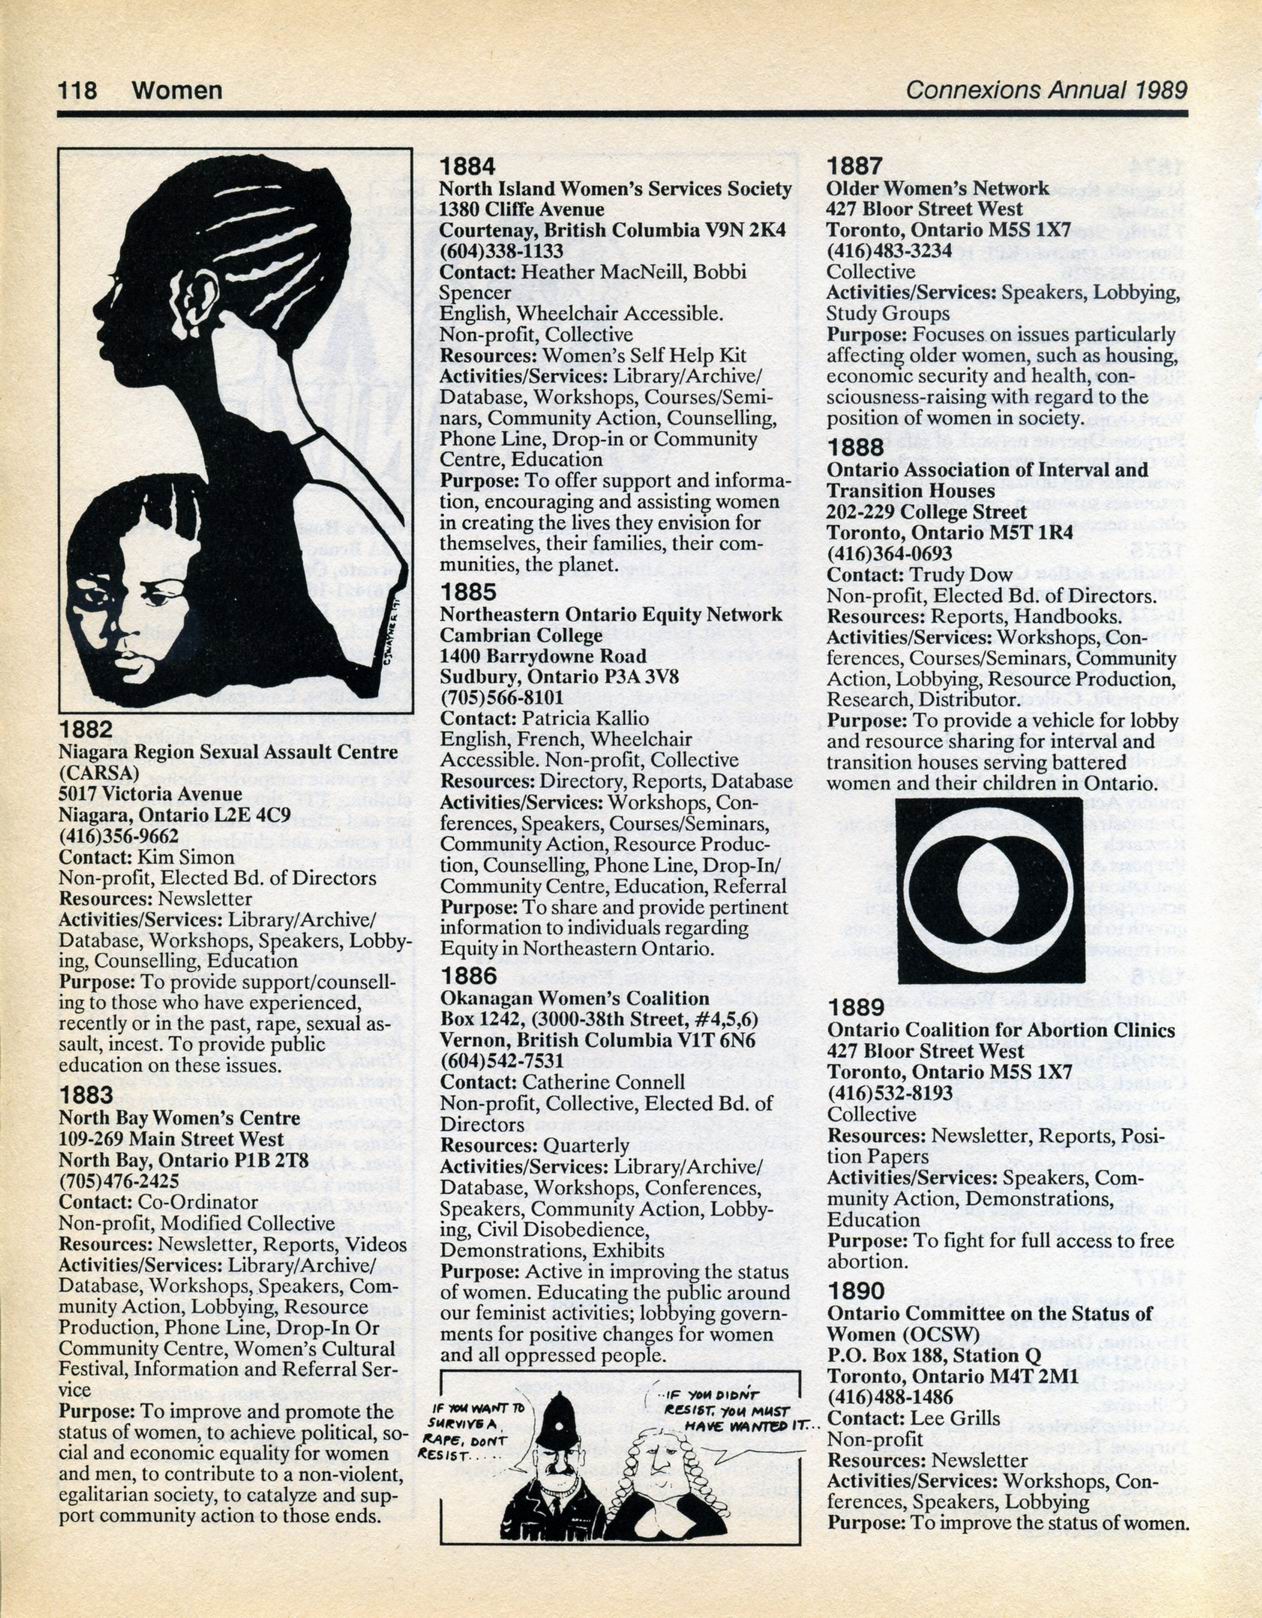 118 Women
Connexions Annual 1989
CJWAYNER '97
1882
Niagara Region Sexual Assault Centre
(CARSA)
5017 Victoria Avenue
Niagara, Ontario L2E 4C9
(416)356-9662
Contact: Kim Simon
Non-profit, Elected Bd. of Directors
Resources: Newsletter
Activities/Services: Library/Archive/
Database, Workshops, Speakers, Lobby-
ing, Counselling, Education
Purpose: To provide support/counsell-
ing to those who have experienced,
recently or in the past, rape, sexual as-
sault, incest. To provide public
education on these issues.
1883
North Bay Women's Centre
109-269 Main Street West
North Bay, Ontario P1B 2T8
(705)476-2425
Contact: Co-Ordinator
Non-profit, Modified Collective
Resources: Newsletter, Reports, Videos
Activities/Services: Library/Archive/
Database, Workshops, Speakers, Com-
munity Action, Lobbying, Resource
Production, Phone Line, Drop-In Or
Community Centre, Women's Cultural
Festival, Information and Referral Ser-
vice
Purpose: To improve and promote the
status of women, to achieve political, so-
cial and economic equality for women
and men, to contribute to a non-violent,
egalitarian society, to catalyze and sup-
port community action to those ends.
1884
North Island Women's Services Society
1380 Cliffe Avenue
Courtenay, British Columbia V9N 2K4
(604)338-1133
Contact: Heather MacNeill, Bobbi
Spencer
English, Wheelchair Accessible.
Non-profit, Collective
Resources: Women's Self Help Kit
Activities/Services: Library/Archive/
Database, Workshops, Courses/Semi-
nars, Community Action, Counselling,
Phone Line, Drop-in or Community
Centre, Education
Purpose: To offer support and informa-
tion, encouraging and assisting women
in creating the lives they envision for
themselves, their families, their com-
munities, the planet.
1885
Northeastern Ontario Equity Network
Cambrian College
1400 Barrydowne Road
Sudbury, Ontario P3A 3V8
(705)566-8101
Contact: Patricia Kallio
English, French, Wheelchair
Accessible. Non-profit, Collective
Resources: Directory, Reports, Database
Activities/Services: Workshops, Con-
ferences, Speakers, Courses/Seminars,
Community Action, Resource Produc-
tion, Counselling, Phone Line, Drop-In/
Community Centre, Education, Referral
Purpose: To share and provide pertinent
information to individuals regarding
Equity in Northeastern Ontario.
1886
Okanagan Women's Coalition
Box 1242, (3000-38th Street, #4,5,6)
Vernon, British Columbia V1T 6N6
(604)542-7531
Contact: Catherine Connell
Non-profit, Collective, Elected Bd. of
Directors
Resources: Quarterly
Activities/Services: Library/Archive/
Database, Workshops, Conferences,
Speakers, Community Action, Lobby-
ing, Civil Disobedience,
Demonstrations, Exhibits
Purpose: Active in improving the status
of women. Educating the public around
our feminist activities; lobbying govern-
ments for positive changes for women
and all oppressed people.
IF YOU WANT TO
SURVIVE A
RAPE, DONT
RESIST.....
..IF YOU DIDN'T
RESIST, YOU MUST
HAVE WANTED IT...
1887
Older Women's Network
427 Bloor Street West
Toronto, Ontario M5S 1X7
(416)483-3234
Collective
Activities/Services: Speakers, Lobbying,
Study Groups
Purpose: Focuses on issues particularly
affecting older women, such as housing,
economic security and health, con-
sciousness-raising with regard to the
position of women in society.
1888
Ontario Association of Interval and
Transition Houses
202-229 College Street
Toronto, Ontario M5T 1R4
(416)364-0693
Contact: Trudy Dow
Non-profit, Elected Bd. of Directors.
Resources: Reports, Handbooks.
Activities/Services: Workshops, Con-
ferences, Courses/Seminars, Community
Action, Lobbying, Resource Production,
Research, Distributor.
Purpose: To provide a vehicle for lobby
and resource sharing for interval and
transition houses serving battered
women and their children in Ontario.
1889
Ontario Coalition for Abortion Clinics
427 Bloor Street West
Toronto, Ontario M5S 1X7
(416)532-8193
Collective
Resources: Newsletter, Reports, Posi-
tion Papers
Activities/Services: Speakers, Com-
munity Action, Demonstrations,
Education
Purpose: To fight for full access to free
abortion.
1890
Ontario Committee on the Status of
Women (OCSW)
P.O. Box 188, Station Q
Toronto, Ontario M4T 2M1
(416)488-1486
Contact: Lee Grills
Non-profit
Resources: Newsletter
Activities/Services: Workshops, Con-
ferences, Speakers, Lobbying
Purpose: To improve the status of women.